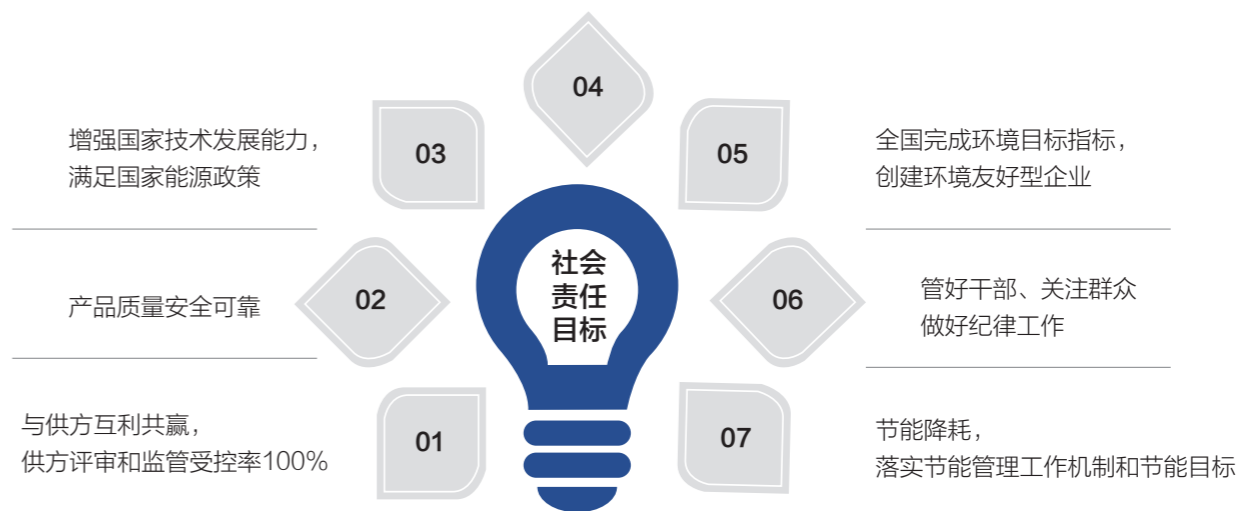 04
03
增强国家技术发展能力，
满足国家能源政策
05
全国完成环境目标指标，
创建环境友好型企业
社会
责任
目标
02
产品质量安全可靠
06
管好干部、关注群众
做好纪律工作
01
与供方互利共赢，
供方评审和监管受控率100%
07
节能降耗，
落实节能管理工作机制和节能目标